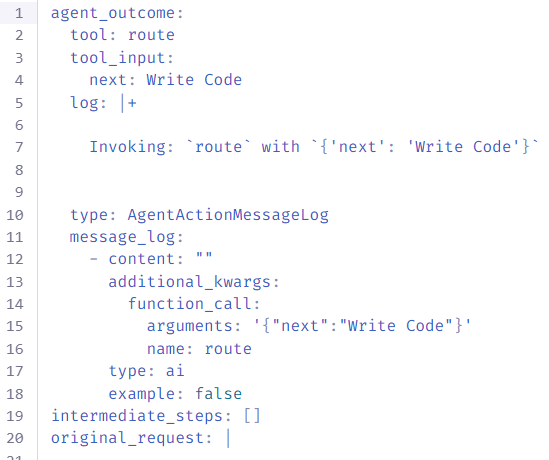 1 agent_outcome:
2   tool: route
3   tool_input:
4     next: Write Code
5   log: |+
6
7     Invoking: `route` with `{'next': 'Write Code'}`
8
9
10   type: AgentActionMessageLog
11   message_log:
12     - content: ""
13       additional_kwargs:
14         function_call:
15           arguments: '{"next":"Write Code"}'
16           name: route
17       type: ai
18       example: false
19 intermediate_steps: []
20 original_request: |